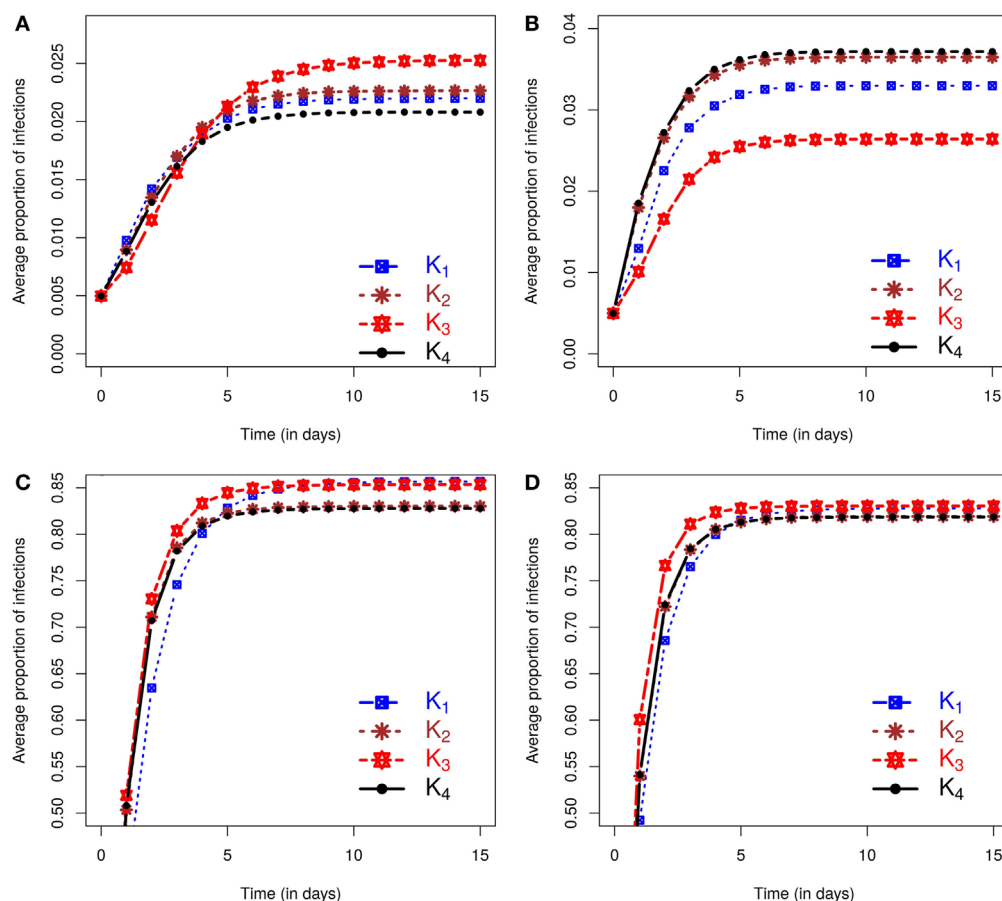 A
Average proportion of infections
0.025
0.020
0.015
0.010
0.005
0.000
K1
K2
K3
K4
0 5 10 15
Time (in days)
B
Average proportion of infections
0.04
0.03
0.02
0.01
0.00
K1
K2
K3
K4
0 5 10 15
Time (in days)
C
Average proportion of infections
0.85
0.80
0.75
0.70
0.65
0.60
0.55
0.50
K1
K2
K3
K4
0 5 10 15
Time (in days)
D
Average proportion of infections
0.85
0.80
0.75
0.70
0.65
0.60
0.55
0.50
K1
K2
K3
K4
0 5 10 15
Time (in days)